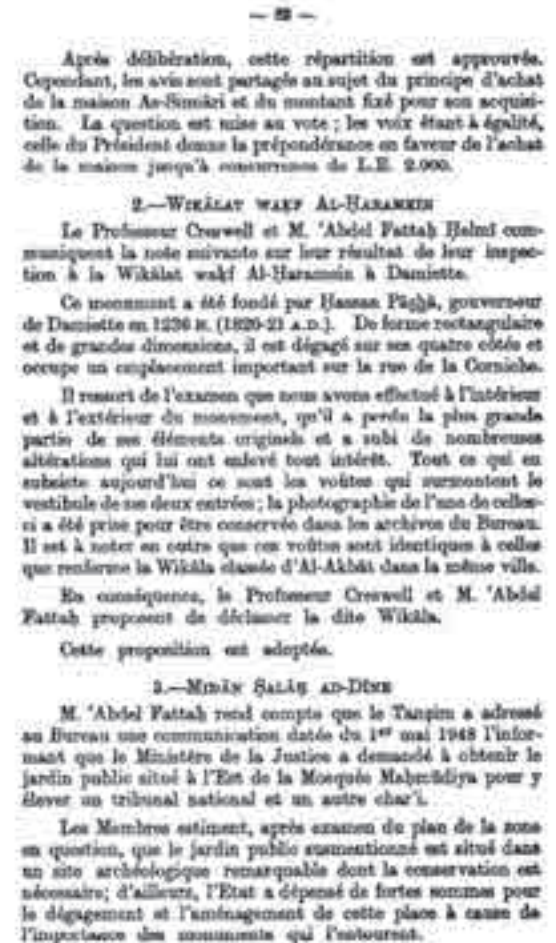 Après délibération, cette répartition est approuvée.
Cependant, les avis sont partagés au sujet du principe d'achat
de la maison As-Simâri et du montant fixé pour son acquisi-
tion. La question est mise au vote ; les voix étant à égalité,
celle du Président donne la prépondérance en faveur de l'achat
de la maison jusqu'à concurrence de L.E. 2.000.
2.—WIKÂLAT WAḲF AL-ḤARAMEIN
Le Professeur Creswell et M. 'Abdel Fattaḥ Ḥelmî com-
muniquent la note suivante sur leur résultat de leur inspec-
tion à la Wikâlat waḳf Al-Ḥaramein à Damiette.
Ce monument a été fondé par Ḥassan Pâshâ, gouverneur
de Damiette en 1236 H. (1820-21 A.D.). De forme rectangulaire
et de grandes dimensions, il est dégagé sur ses quatre côtés et
occupe un emplacement important sur la rue de la Corniche.
Il ressort de l'examen que nous avons effectué à l'intérieur
et à l'extérieur du monument, qu'il a perdu la plus grande
partie de ses éléments originels et a subi de nombreuses
altérations qui lui ont enlevé tout intérêt. Tout ce qui en
subsiste aujourd'hui ce sont les voûtes qui surmontent le
vestibule de ses deux entrées ; la photographie de l'une de celles-
ci a été prise pour être conservée dans les archives du Bureau.
Il est à noter en outre que ces voûtes sont identiques à celles
que renferme la Wikâla classée d'Al-Akbât dans la même ville.
En conséquence, le Professeur Creswell et M. 'Abdel
Fattaḥ proposent de déclasser la dite Wikâla.
Cette proposition est adoptée.
3.—MIDÂN ṢALÂḤ AD-DÎNE
M. 'Abdel Fattaḥ rend compte que le Tanẓim a adressé
au Bureau une communication datée du 1er mai 1948 l'infor-
mant que le Ministère de la Justice a demandé à obtenir le
jardin public situé à l'Est de la Mosquée Maḥmûdiya pour y
élever un tribunal national et un autre char'i.
Les Membres estiment, après examen du plan de la zone
en question, que le jardin public susmentionné est situé dans
un site archéologique remarquable dont la conservation est
nécessaire; d'ailleurs, l'Etat a dépensé de fortes sommes pour
le dégagement et l'aménagement de cette place à cause de
l'importance des monuments qui l'entourent.